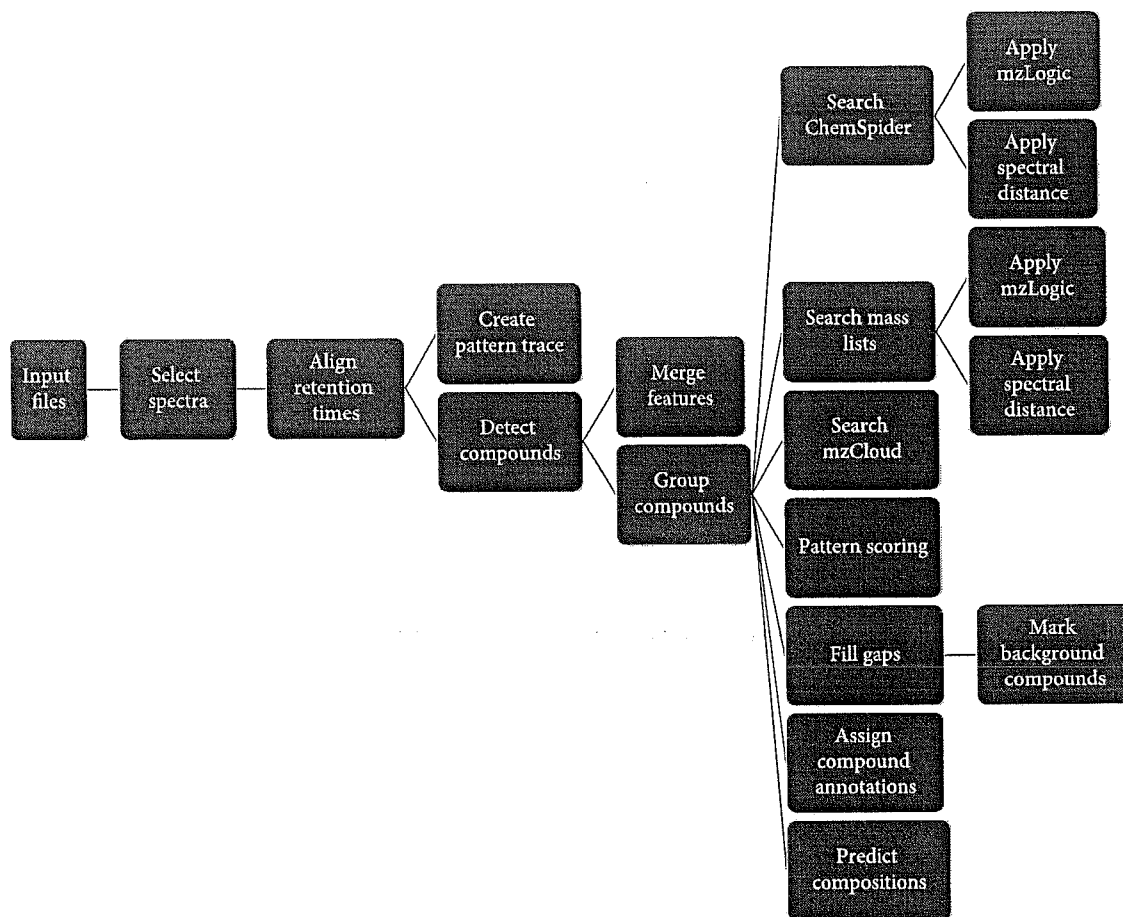 Input
files
Select
spectra
Align
retention
times
Create
pattern trace
Detect
compounds
Merge
features
Group
compounds
Search
ChemSpider
Apply
mzLogic
Apply
spectral
distance
Search mass
lists
Apply
mzLogic
Apply
spectral
distance
Search
mzCloud
Pattern scoring
Fill gaps
Mark
background
compounds
Assign
compound
annotations
Predict
compositions